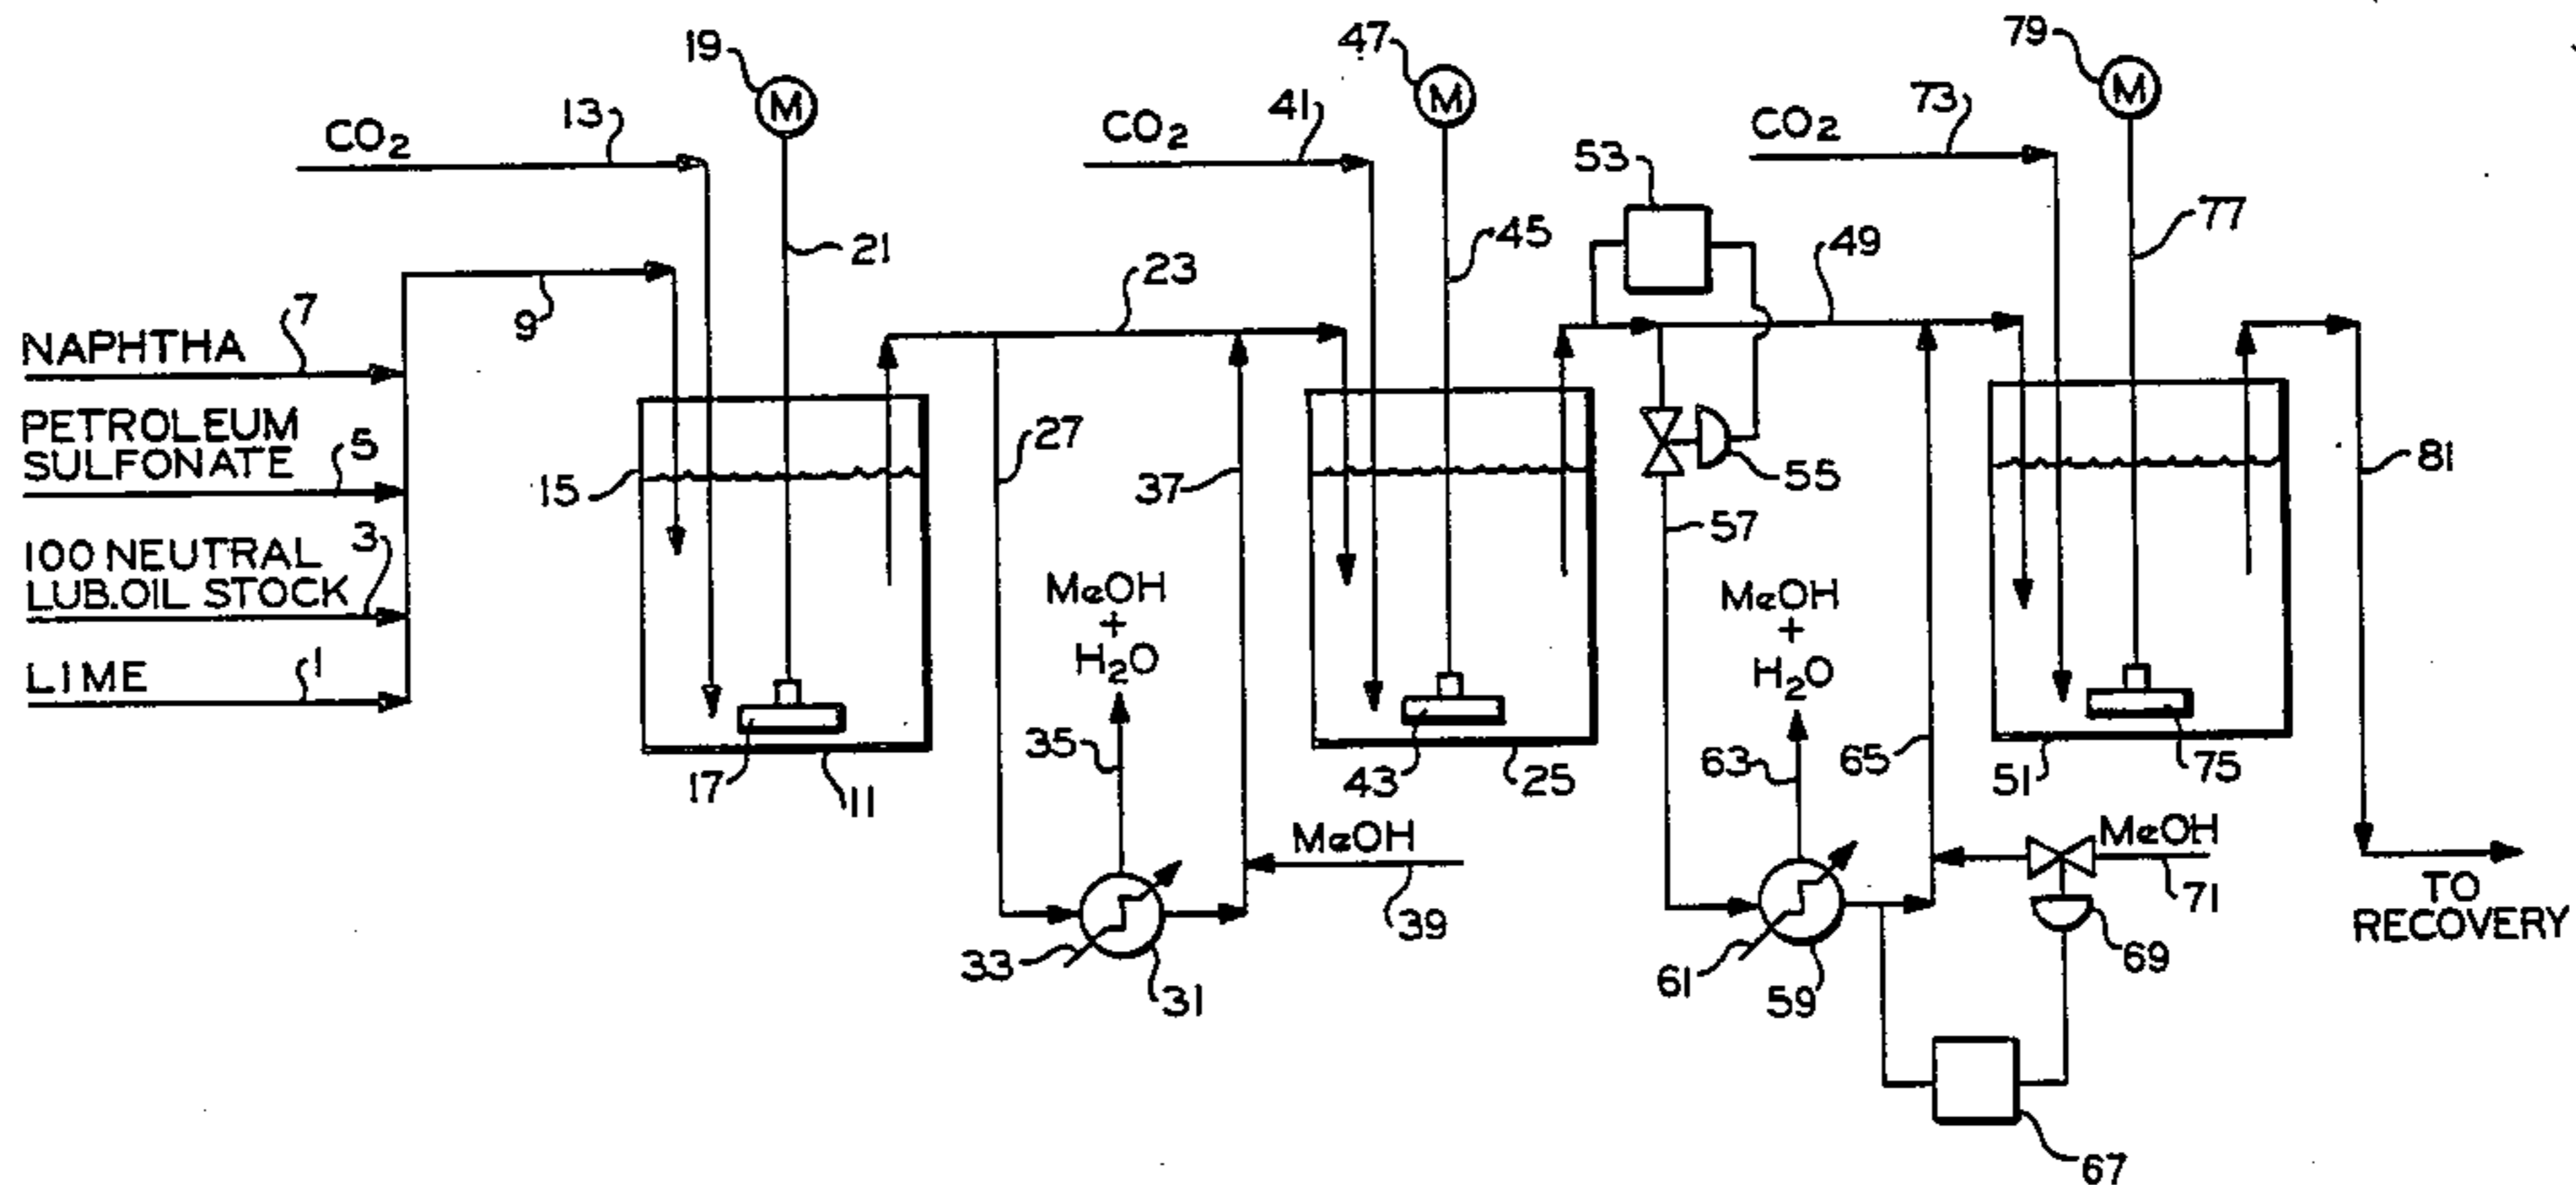 19
47
79
M
M
M
CO2
13
CO2
41
CO2
73
53
21
45
49
77
23
9
NAPHTHA
7
PETROLEUM
SULFONATE
5
100 NEUTRAL
LUB.OIL STOCK
3
LIME
1
15
17
11
27
37
MeOH
+
H2O
35
33
31
MeOH
39
43
25
55
57
MeOH
+
H2O
63
65
61
59
51
75
81
MeOH
71
69
67
TO
RECOVERY